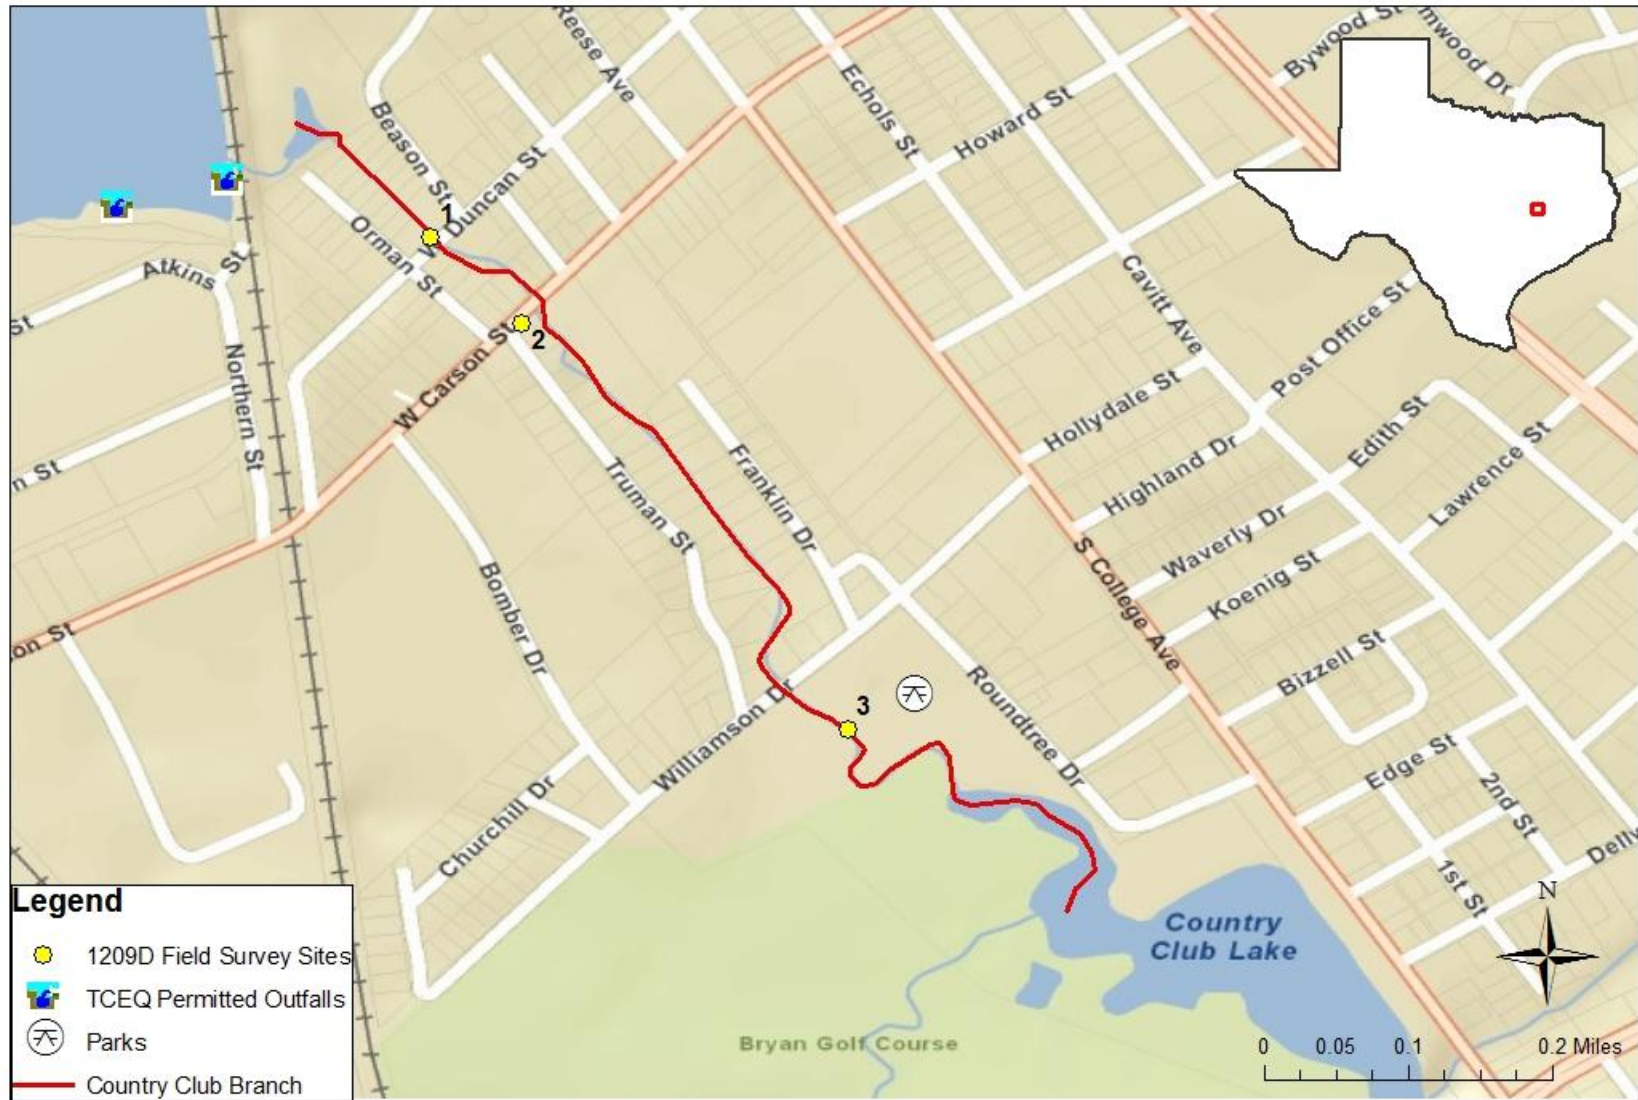 Reese Ave
Bywood St
mwood Dr
Echols St
Howard St
Beason St
W Duncan St
1
Orman St
Atkins St
St
Cavitt Ave
Post Office St
2
W Carson St
Northern St
Hollydale St
Highland Dr
Edith St
Lawrence St
n St
Franklin Dr
Truman St
Waverly Dr
Koenig St
S College Ave
Bomber Dr
on St
Bizzell St
Roundtree Dr
Williamson Dr
3
Edge St
2nd St
Churchill Dr
1st St
Dellw
Country
Club Lake
N
Bryan Golf Course
Legend
1209D Field Survey Sites
TCEQ Permitted Outfalls
Parks
Country Club Branch
0 0.05 0.1 0.2 Miles